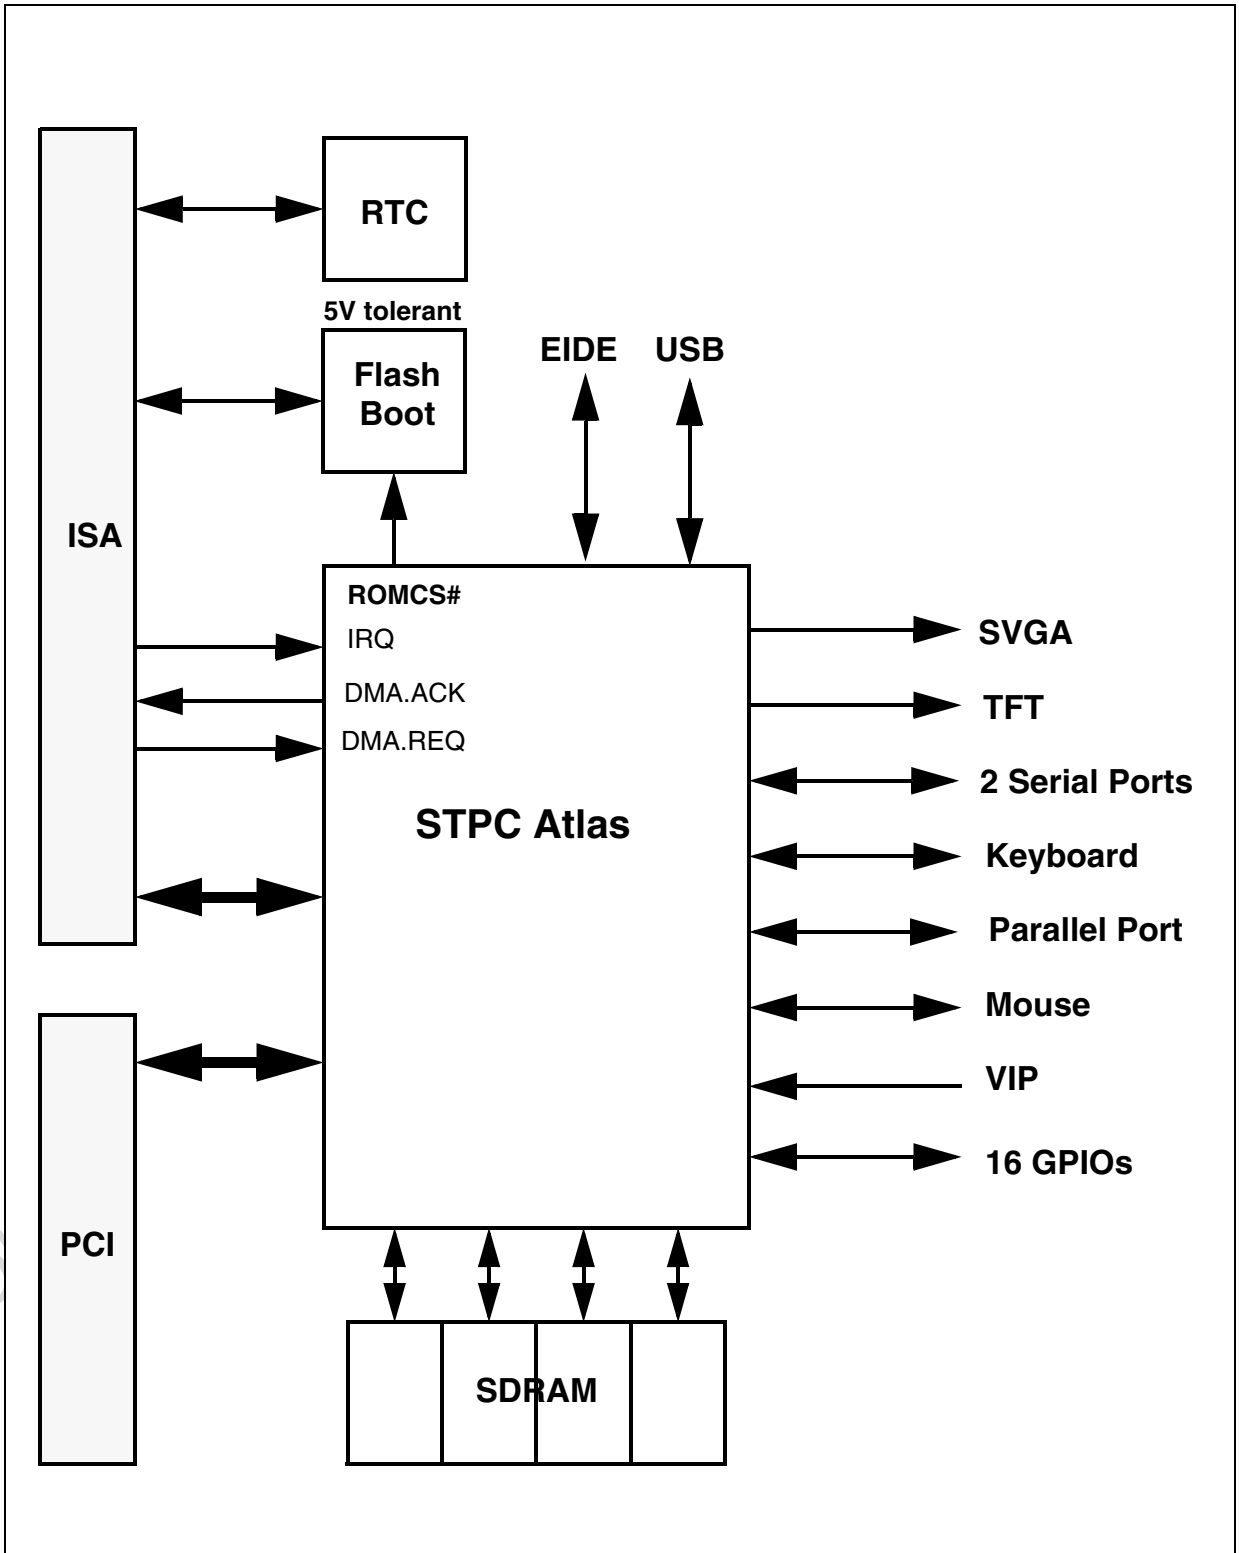 RTC
5V tolerant
Flash
Boot
EIDE USB
ISA
ROMCS#
IRQ
DMA.ACK
DMA.REQ
STPC Atlas
SVGA
TFT
2 Serial Ports
Keyboard
Parallel Port
Mouse
VIP
16 GPIOs
PCI
SDRAM